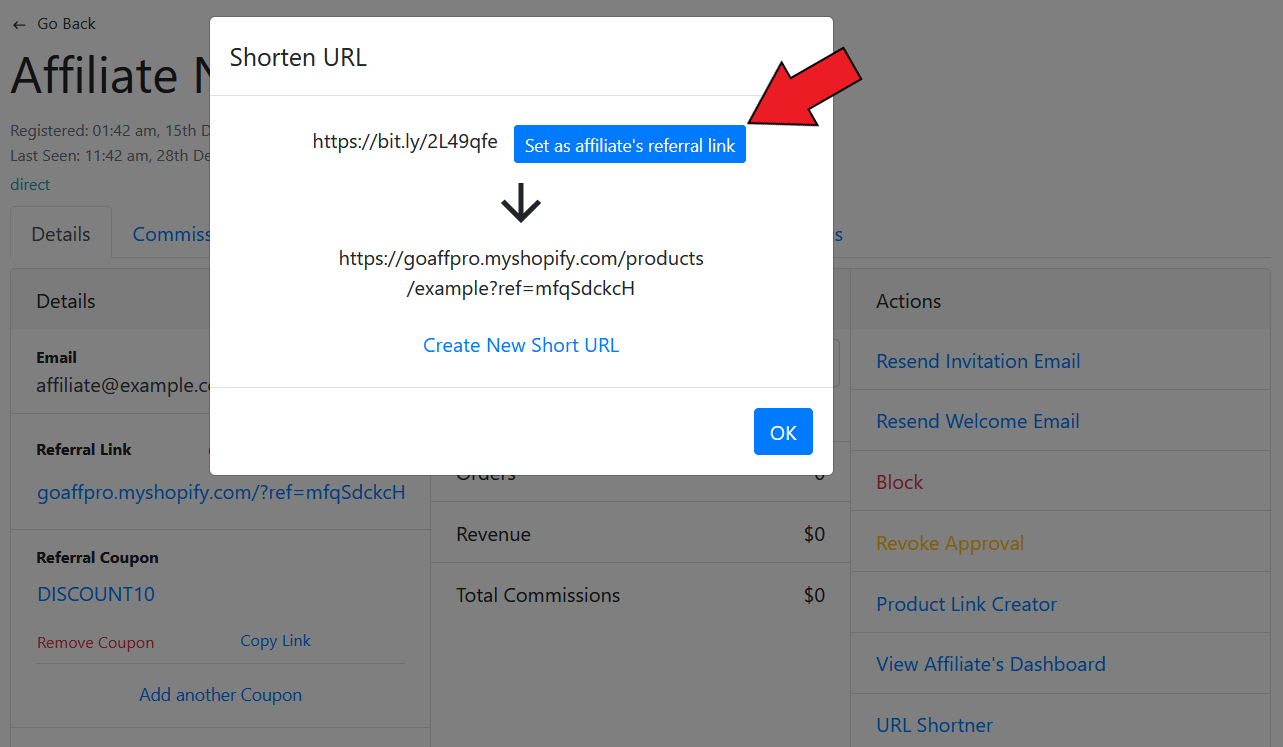 ← Go Back
Affiliate
Registered: 01:42 am, 15th
Last Seen: 11:42 am, 28th
direct
Details
Shorten URL
https://bit.ly/2L49qfe Set as affiliate's referral link
https://goaffpro.myshopify.com/products
/example?ref=mfqSdckcH
Create New Short URL
OK
Details
Email
affiliate@example.c
Referral Link
goaffpro.myshopify.com/?ref=mfqSdckcH
Referral Coupon
DISCOUNT10
Remove Coupon Copy Link
Add another Coupon
Orders 0
Revenue $0
Total Commissions $0
Actions
Resend Invitation Email
Resend Welcome Email
Block
Revoke Approval
Product Link Creator
View Affiliate's Dashboard
URL Shortner